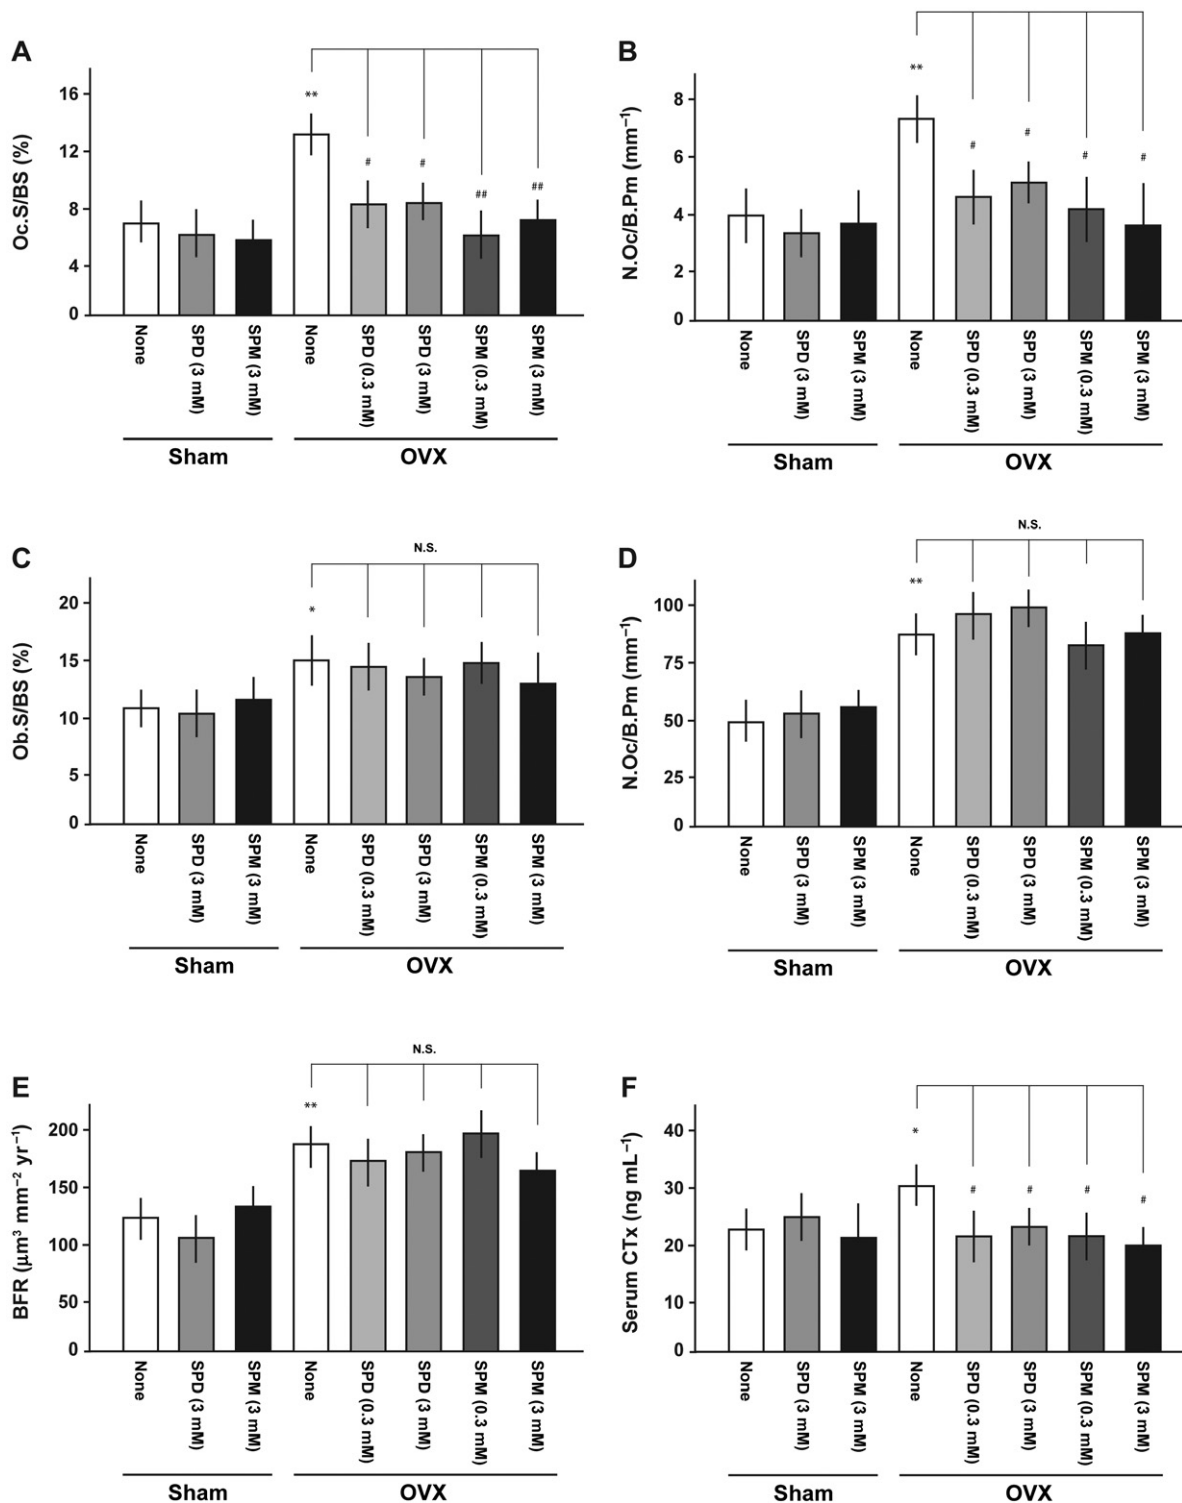 A
Oc.S/BS (%)
16
12
8
4
0
**
#
#
##
##
None
SPD (3 mM)
SPM (3 mM)
None
SPD (0.3 mM)
SPD (3 mM)
SPM (0.3 mM)
SPM (3 mM)
Sham
OVX
B
N.Oc/B.Pm (mm⁻¹)
8
6
4
2
0
**
#
#
#
#
None
SPD (3 mM)
SPM (3 mM)
None
SPD (0.3 mM)
SPD (3 mM)
SPM (0.3 mM)
SPM (3 mM)
Sham
OVX
C
Ob.S/BS (%)
20
15
10
5
0
N.S.
*
None
SPD (3 mM)
SPM (3 mM)
None
SPD (0.3 mM)
SPD (3 mM)
SPM (0.3 mM)
SPM (3 mM)
Sham
OVX
D
N.Oc/B.Pm (mm⁻¹)
100
75
50
25
0
N.S.
**
None
SPD (3 mM)
SPM (3 mM)
None
SPD (0.3 mM)
SPD (3 mM)
SPM (0.3 mM)
SPM (3 mM)
Sham
OVX
E
BFR (μm³ mm⁻² yr⁻¹)
200
150
100
50
0
N.S.
**
None
SPD (3 mM)
SPM (3 mM)
None
SPD (0.3 mM)
SPD (3 mM)
SPM (0.3 mM)
SPM (3 mM)
Sham
OVX
F
Serum CTx (ng mL⁻¹)
40
30
20
10
0
*
#
#
#
#
None
SPD (3 mM)
SPM (3 mM)
None
SPD (0.3 mM)
SPD (3 mM)
SPM (0.3 mM)
SPM (3 mM)
Sham
OVX